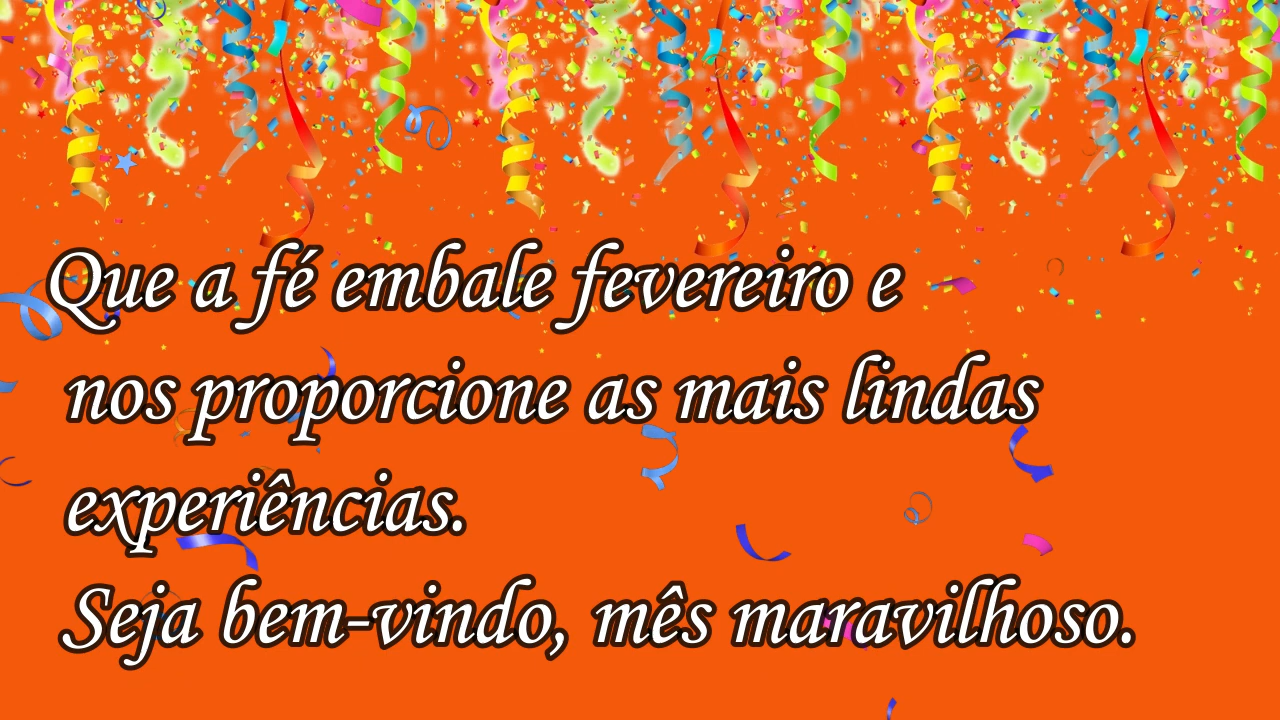 Que a fé embale fevereiro e
nos proporcione as mais lindas
experiências.
Seja bem-vindo, mês maravilhoso.